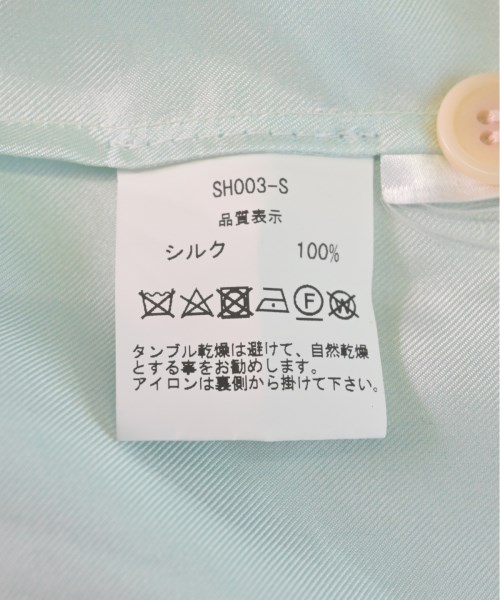 SH003-S
品質表示
シルク 100%
F W
タンブル乾燥は避けて、自然乾燥
とする事をお勧めします。
アイロンは裏側から掛けて下さい。